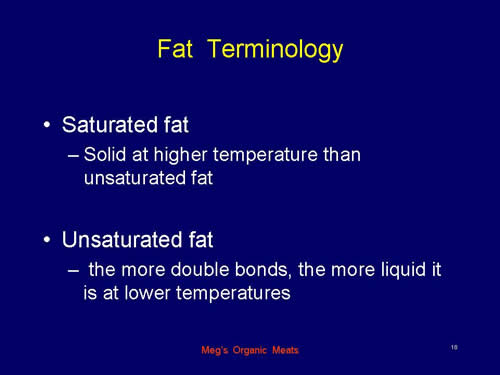 Fat Terminology
• Saturated fat
– Solid at higher temperature than
unsaturated fat
• Unsaturated fat
– the more double bonds, the more liquid it
is at lower temperatures
Meg's Organic Meats
18